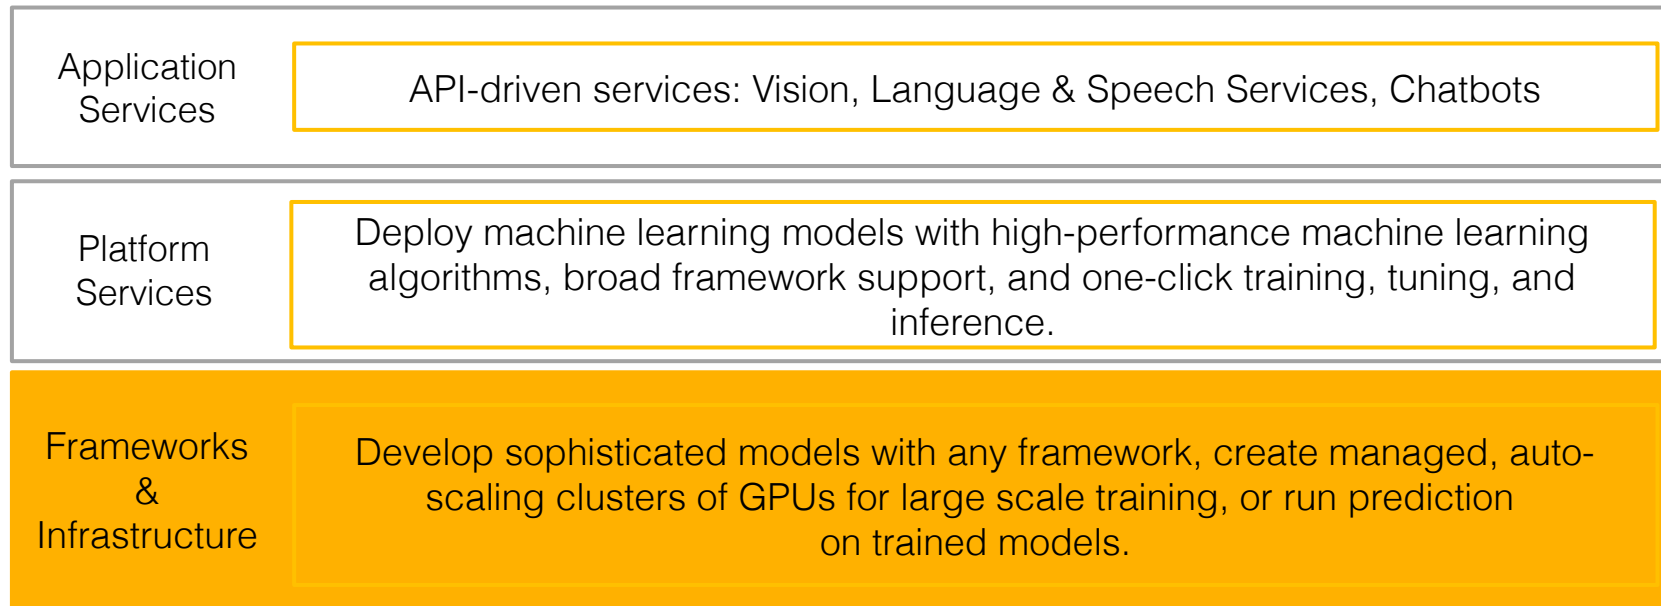 Application
Services
API-driven services: Vision, Language & Speech Services, Chatbots
Platform
Services
Deploy machine learning models with high-performance machine learning
algorithms, broad framework support, and one-click training, tuning, and
inference.
Frameworks
&
Infrastructure
Develop sophisticated models with any framework, create managed, auto-
scaling clusters of GPUs for large scale training, or run prediction
on trained models.